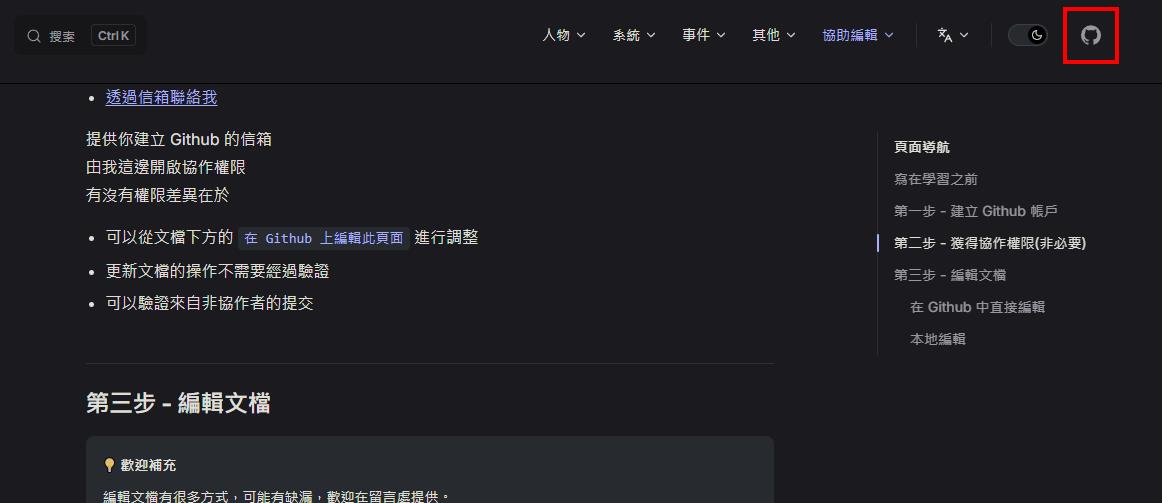 搜索 Ctrl K 人物 系統 事件 其他 協助編輯
透過信箱聯絡我
提供你建立 Github 的信箱
由我這邊開啟協作權限
有沒有權限差異在於
可以從文檔下方的 在 Github 上編輯此頁面 進行調整
更新文檔的操作不需要經過驗證
可以驗證來自非協作者的提交
第三步 - 編輯文檔
歡迎補充
編輯文檔有很多方式，可能有缺漏，歡迎在留言處提供。
頁面導航
寫在學習之前
第一步 - 建立 Github 帳戶
第二步 - 獲得協作權限(非必要)
第三步 - 編輯文檔
在 Github 中直接編輯
本地編輯